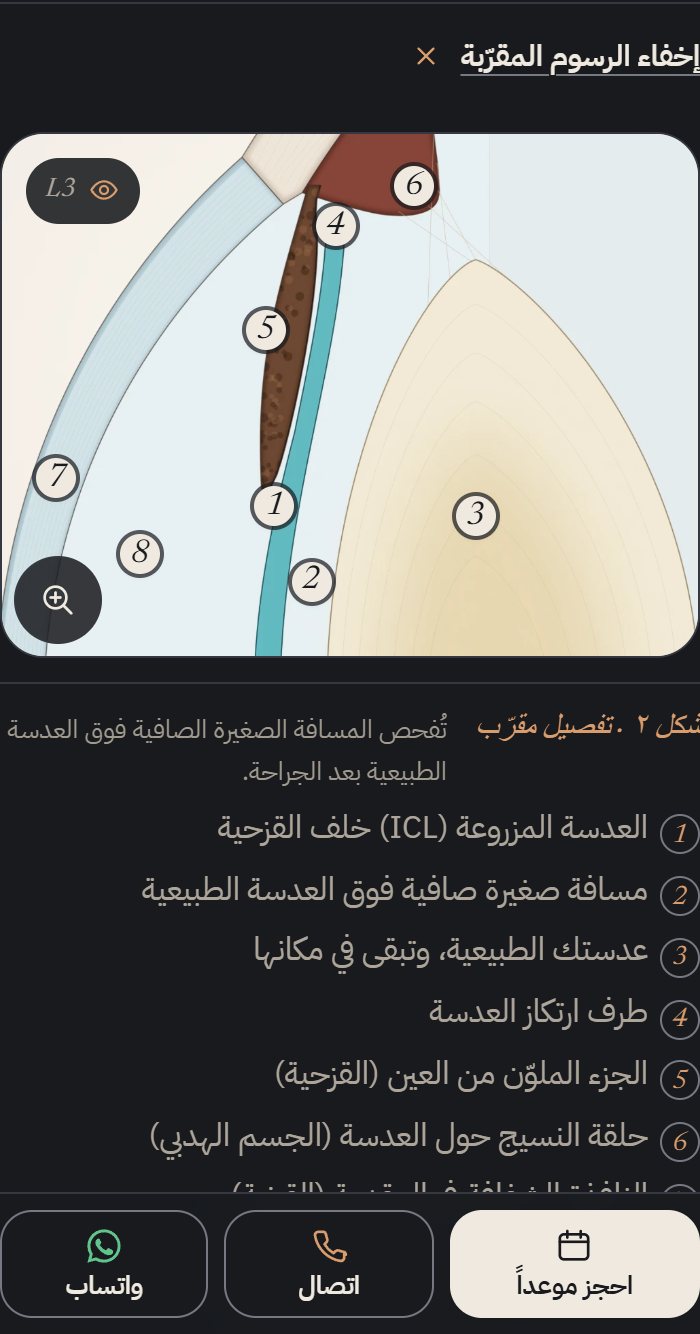 إخفاء الرسوم المقرّبة
L3
6
4
5
7
1
3
8
2
شكل ٢ . تفصيل مقرّب
تُفحص المسافة الصغيرة الصافية فوق العدسة
الطبيعية بعد الجراحة.
1 العدسة المزروعة (ICL) خلف القزحية
2 مسافة صغيرة صافية فوق العدسة الطبيعية
3 عدستك الطبيعية، وتبقى في مكانها
4 طرف ارتكاز العدسة
5 الجزء الملوّن من العين (القزحية)
6 حلقة النسيج حول العدسة (الجسم الهدبي)
احجز موعداً
اتصال
واتساب